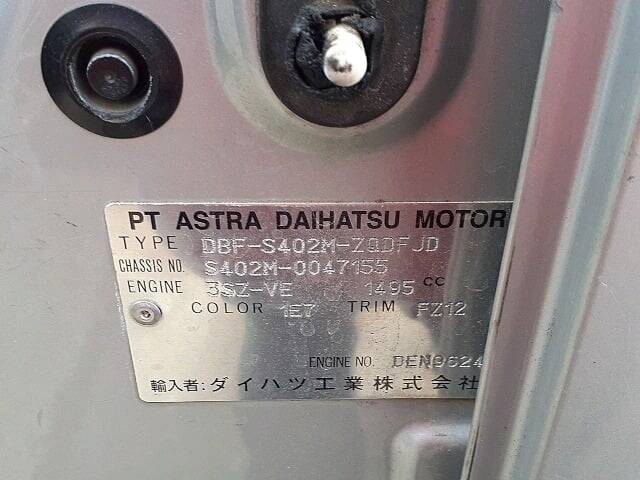 PT ASTRA DAIHATSU MOTOR
TYPE DBF-S402M-ZQDFJD
CHASSIS NO. S402M-0047155
ENGINE 3SZ-VE 1495 cc
COLOR 1E7 TRIM FZ12
ENGINE NO. DEN9624
輸入者:ダイハツ工業株式会社